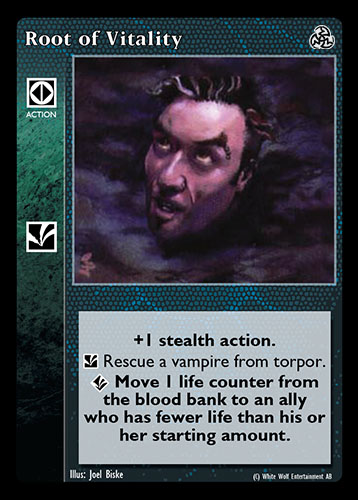 Root of Vitality
ACTION
+1 stealth action.
Rescue a vampire from torpor.
Move 1 life counter from
the blood bank to an ally
who has fewer life than his or
her starting amount.
Illus: Joel Biske
(C) White Wolf Entertainment AB